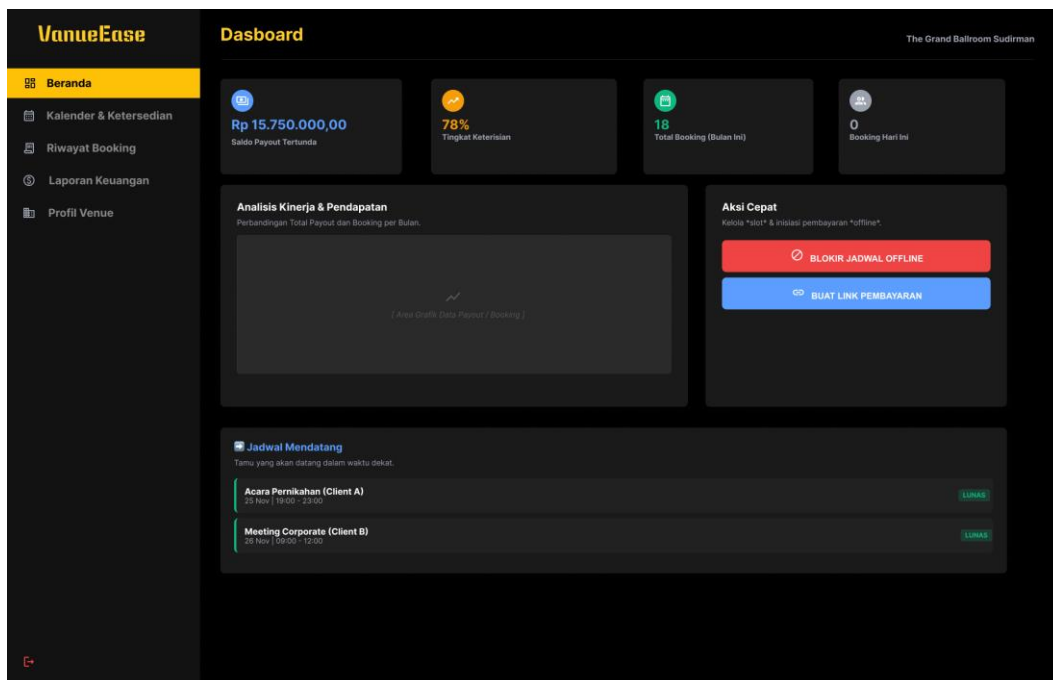 VanueEase
Dasboard
The Grand Ballroom Sudirman
Beranda
Kalender & Ketersedian
Riwayat Booking
Laporan Keuangan
Profil Venue
Rp 15.750.000,00
Saldo Payout Tertunda
78%
Tingkat Keterisian
18
Total Booking (Bulan Ini)
0
Booking Hari Ini
Analisis Kinerja & Pendapatan
Perbandingan Total Payout dan Booking per Bulan.
[ Area Grafik Data Payout / Booking ]
Aksi Cepat
Kelola *slot* & inisiasi pembayaran *offline*.
BLOKIR JADWAL OFFLINE
BUAT LINK PEMBAYARAN
Jadwal Mendatang
Tamu yang akan datang dalam waktu dekat.
Acara Pernikahan (Client A)
25 Nov | 19:00 - 23:00
LUNAS
Meeting Corporate (Client B)
26 Nov | 09:00 - 12:00
LUNAS